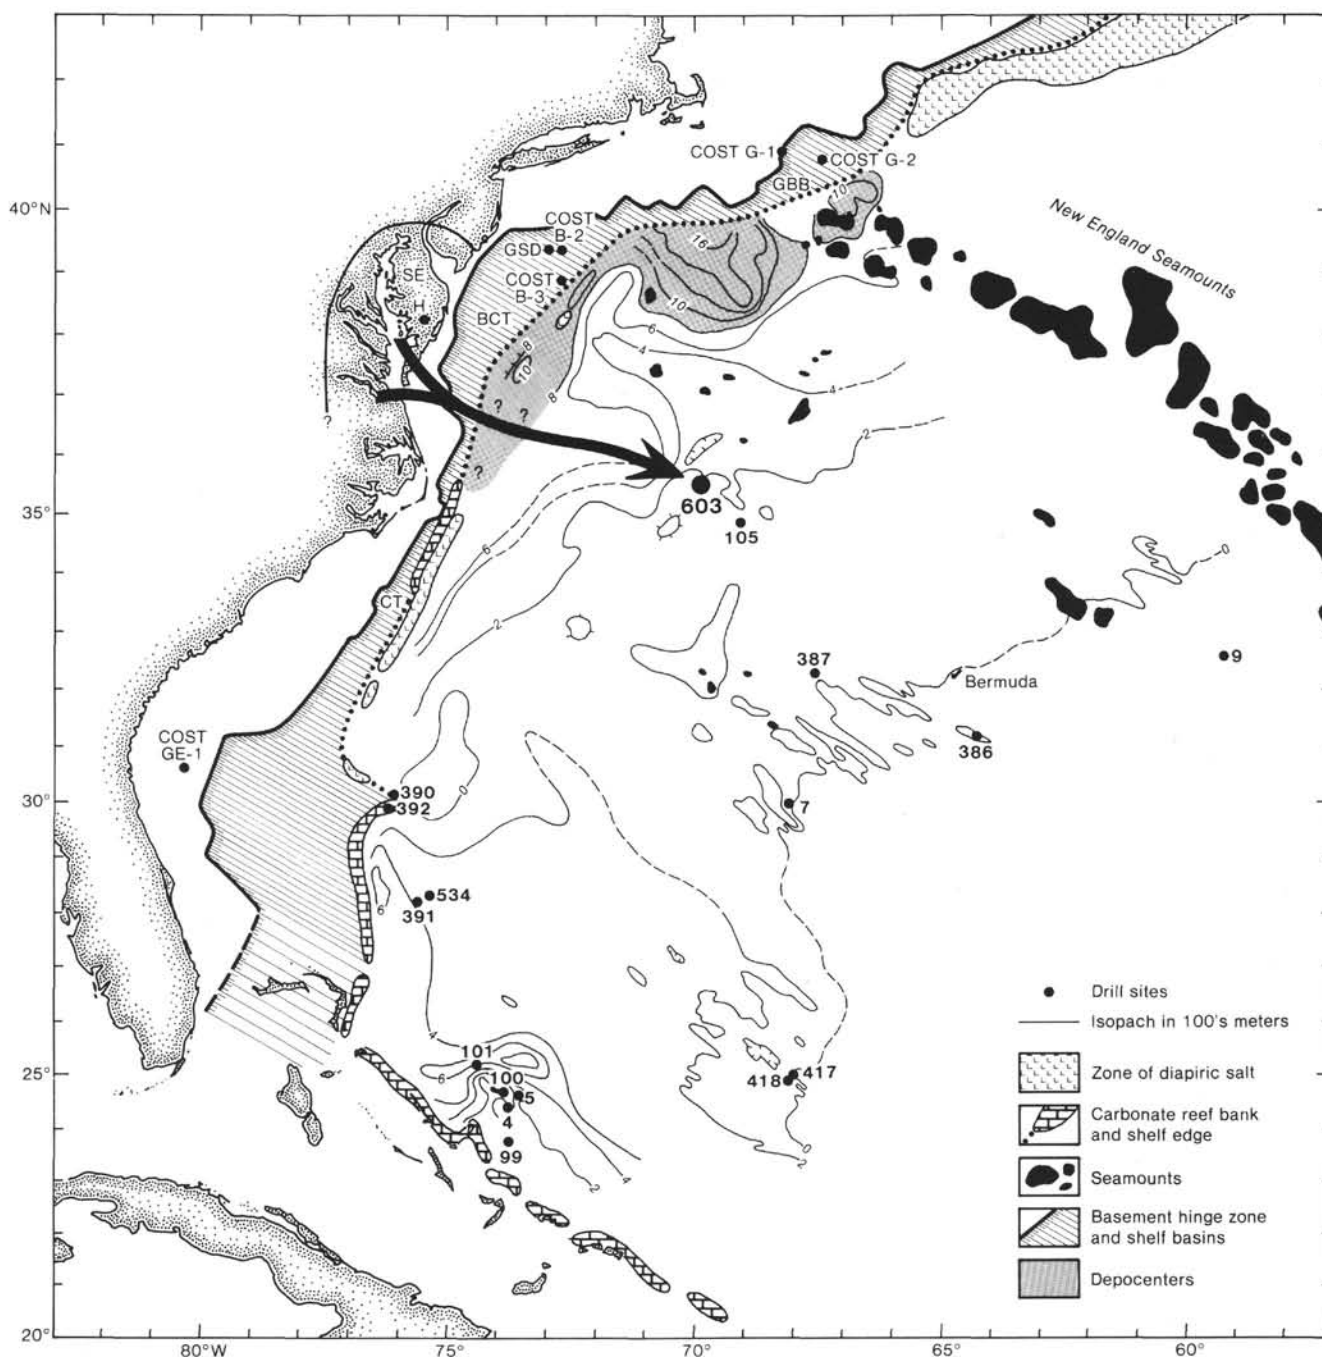 COST G-1
COST G-2
GBB
10
40°N
New England Seamounts
COST
B-2
GSD
16
SE
COST
B-3
10
H
BCT
6
8
4
10
4
8
?
?
?
2
?
35°
603
105
6
0
CT
2
387
9
Bermuda
COST
GE-1
386
0
30°
390
392
7
534
6
391
Drill sites
Isopach in 100's meters
4
101
25°
6
100
417
418
5
Zone of diapiric salt
4
Carbonate reef bank
and shelf edge
99
0
2
4
2
Seamounts
Basement hinge zone
and shelf basins
Depocenters
20°
80°W
75°
70°
65°
60°